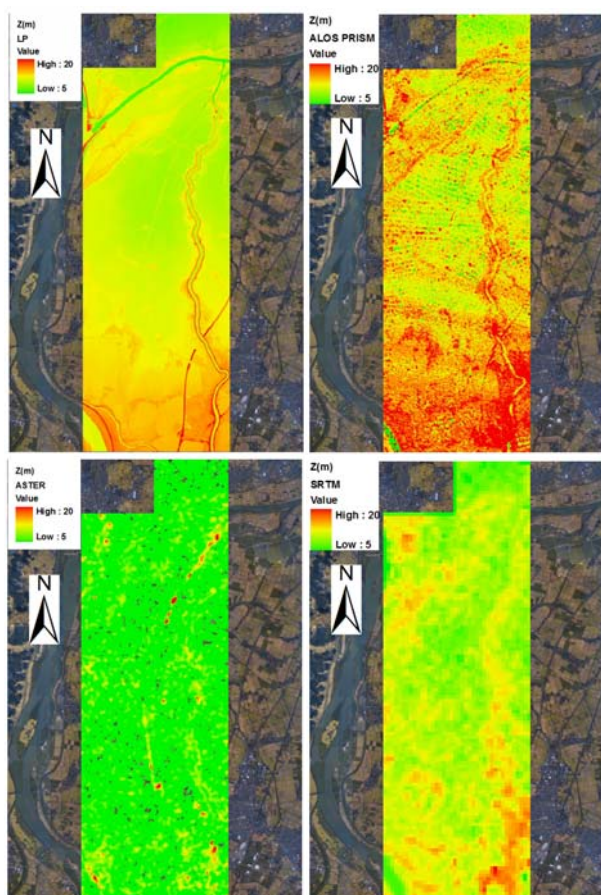 Z(m)
LP
Value
High : 20
Low : 5
N
Z(m)
ALOS PRISM
Value
High : 20
Low : 5
N
Z(m)
ASTER
Value
High : 20
Low : 5
N
Z(m)
SRTM
Value
High : 20
Low : 5
N